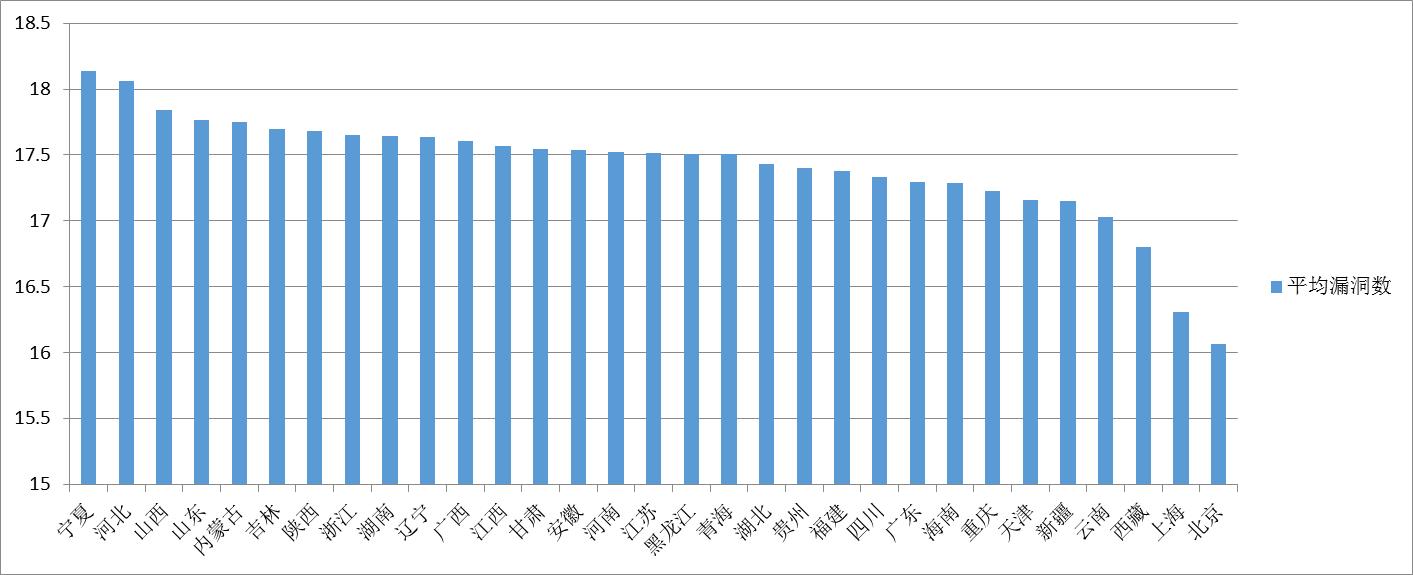 18.5
18
17.5
17
16.5
16
15.5
15
宁夏
河北
山西
山东
内蒙古
吉林
陕西
浙江
湖南
辽宁
广西
江西
甘肃
安徽
河南
江苏
黑龙江
青海
湖北
贵州
福建
四川
广东
海南
重庆
天津
新疆
云南
西藏
上海
北京
平均漏洞数